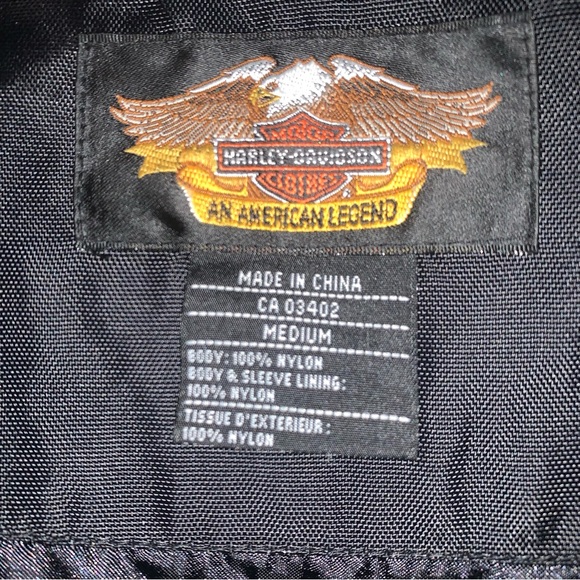 HARLEY-DAVIDSON
AN AMERICAN LEGEND
MADE IN CHINA
CA 03402
MEDIUM
BODY: 100% NYLON
BODY & SLEEVE LINING:
100% NYLON
TISSUE D'EXTERIEUR:
100% NYLON